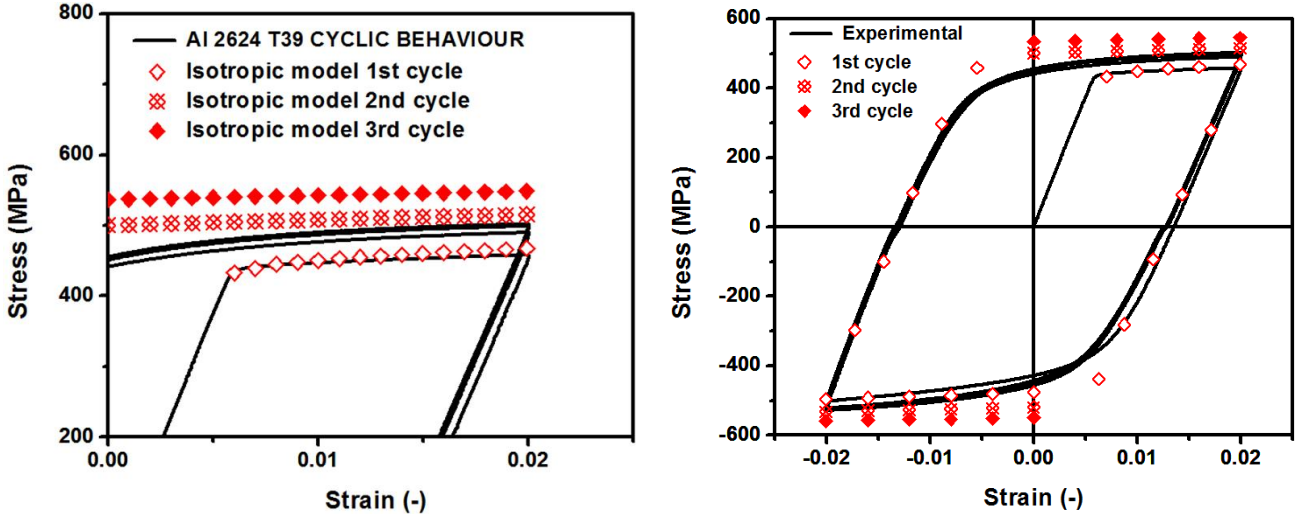 800
600
400
200
0.00
0.01
0.02
Stress (MPa)
Strain (-)
Al 2624 T39 CYCLIC BEHAVIOUR
Isotropic model 1st cycle
Isotropic model 2nd cycle
Isotropic model 3rd cycle
600
400
200
0
-200
-400
-600
-0.02
-0.01
0.00
0.01
0.02
Stress (MPa)
Strain (-)
Experimental
1st cycle
2nd cycle
3rd cycle